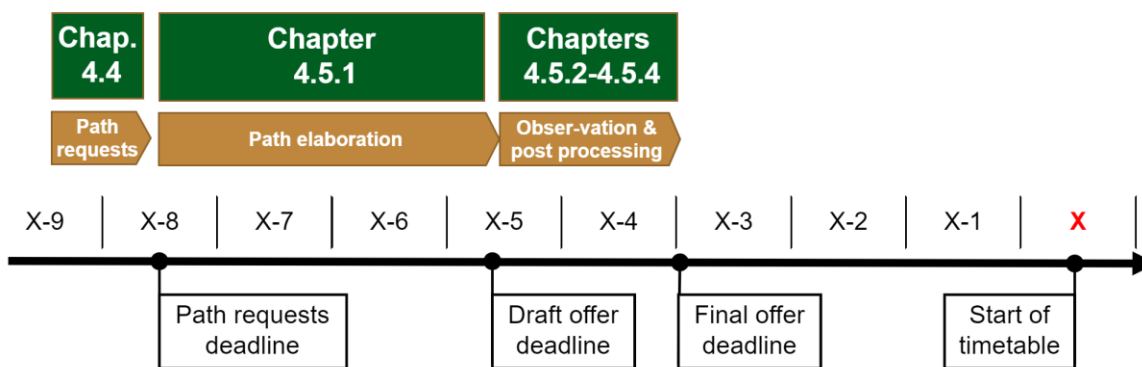 Chap.
4.4
Chapter
4.5.1
Chapters
4.5.2-4.5.4
Path
requests
Path elaboration
Obser-vation &
post processing
X-9
X-8
X-7
X-6
X-5
X-4
X-3
X-2
X-1
X
Path requests
deadline
Draft offer
deadline
Final offer
deadline
Start of
timetable